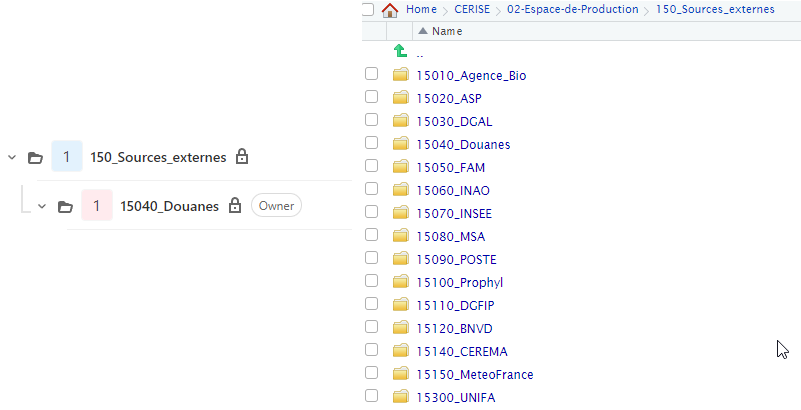 1 150_Sources_externes
1 15040_Douanes Owner
Home CERISE 02-Espace-de-Production 150_Sources_externes
Name
..
15010_Agence_Bio
15020_ASP
15030_DGAL
15040_Douanes
15050_FAM
15060_INAO
15070_INSEE
15080_MSA
15090_POSTE
15100_Prophyl
15110_DGFIP
15120_BNVD
15140_CEREMA
15150_MeteoFrance
15300_UNIFA